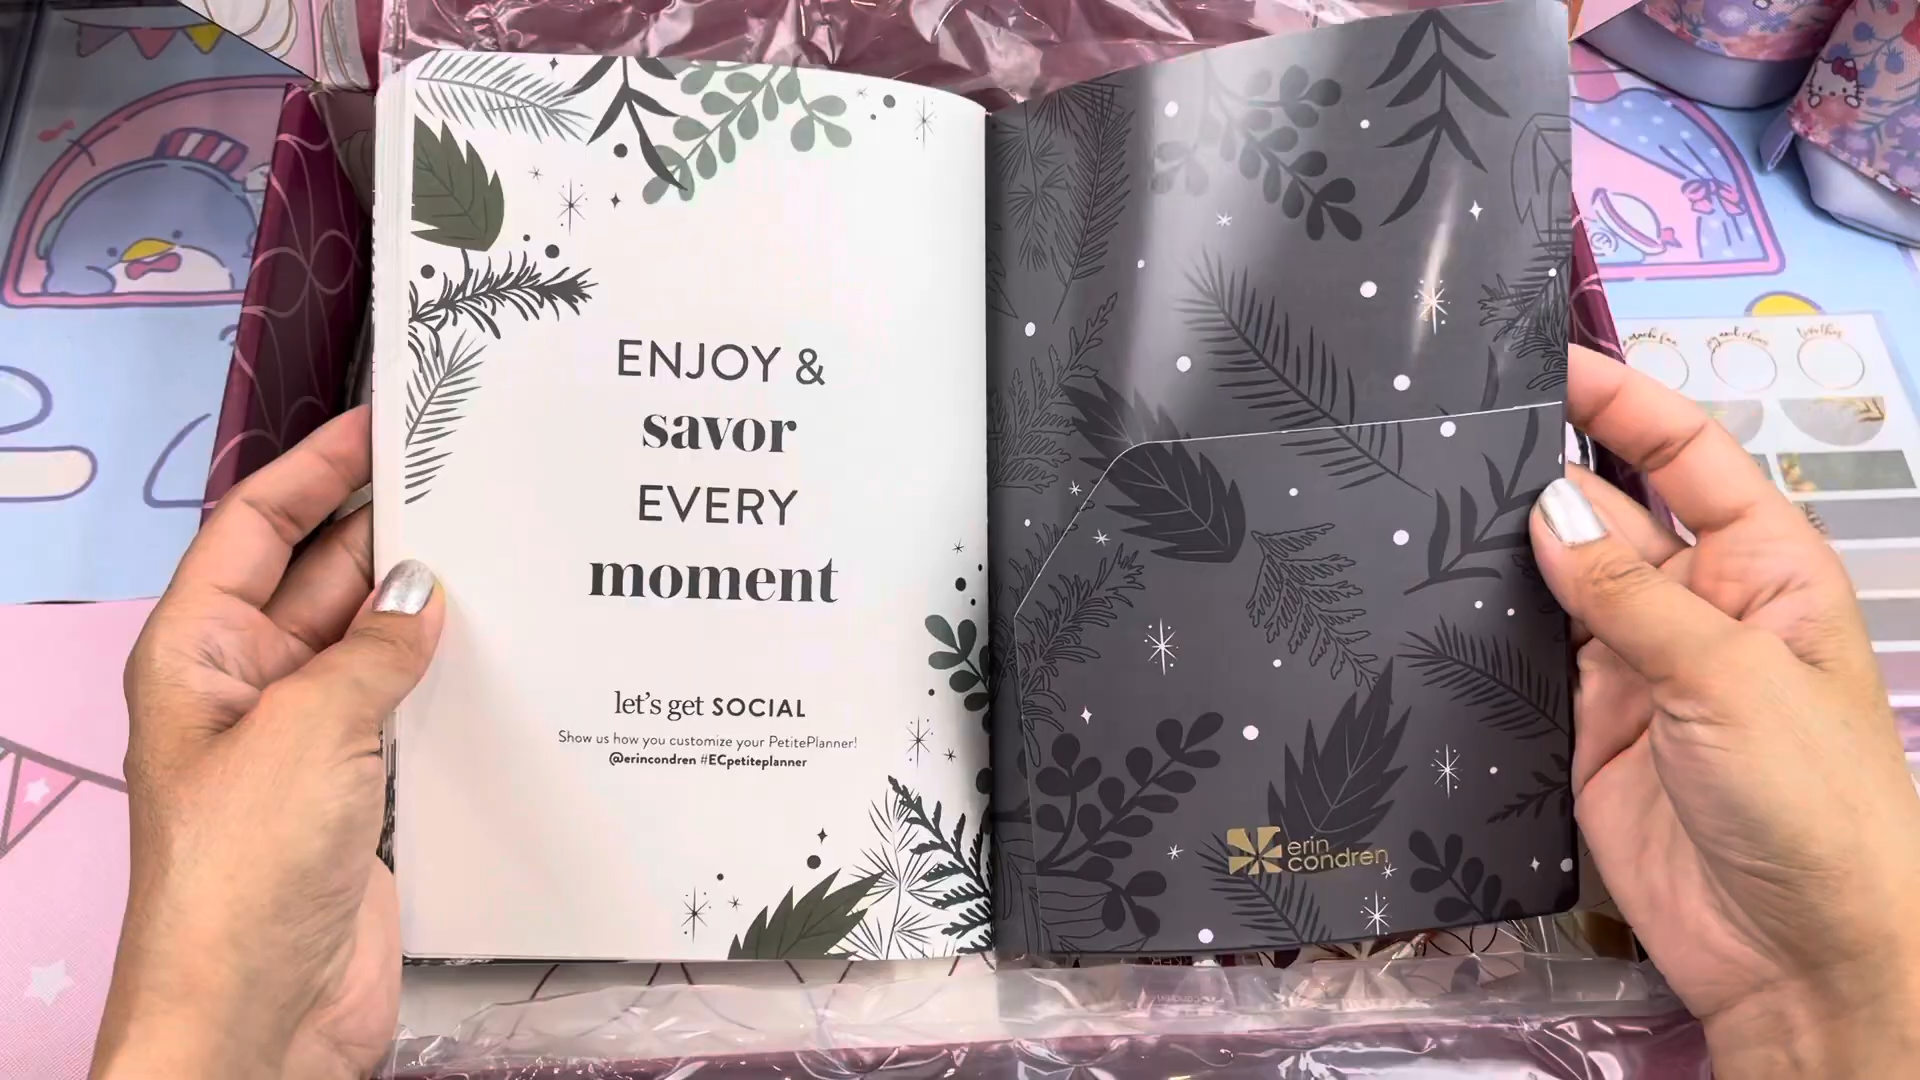 ENJOY &
savor
EVERY
moment
let's get SOCIAL
Show us how you customize your PetitePlanner!
@erincondren #ECpetiteplanner
erin
condren